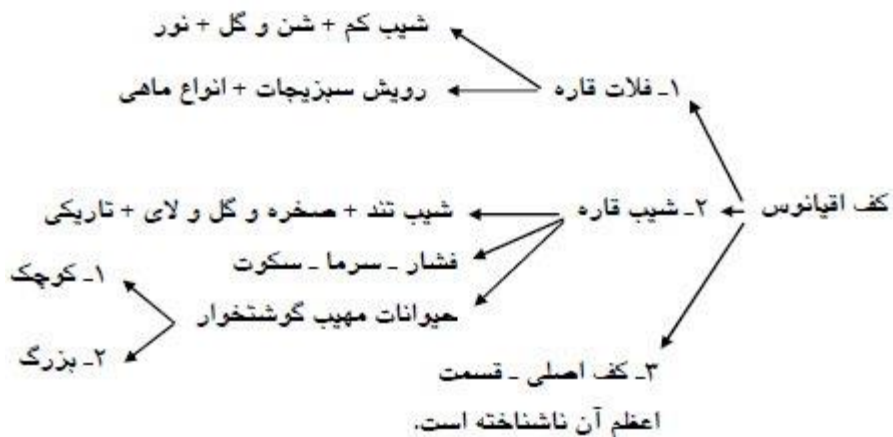 کف اقیانوس
۱ـ فلات قاره
شیب کم + شن و گل + نور
رویش سبزیجات + انواع ماهی
۲ـ شیب قاره
شیب تند + صخره و گل و لای + تاریکی
فشار ـ سرما ـ سکوت
حیوانات مهیب گوشتخوار
۱ـ کوچک
۲ـ بزرگ
۳ـ کف اصلی ـ قسمت
اعظم آن ناشناخته است.